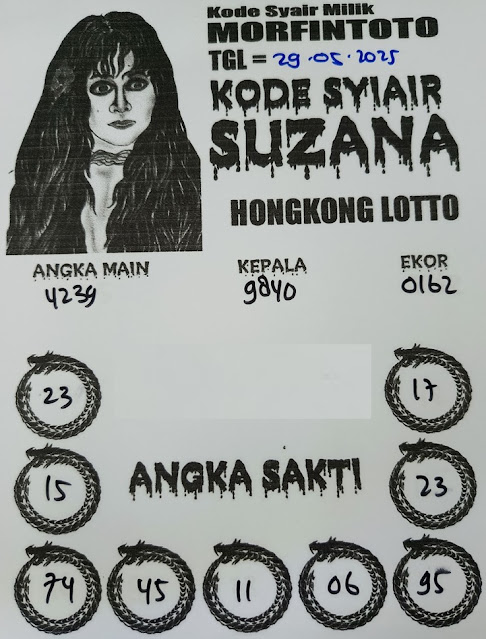 Kode Syair Milik
MORFINTOTO
TGL = 29.05.2025
KODE SYIAIR
SUZANA
HONGKONG LOTTO
ANGKA MAIN KEPALA EKOR
4239 9840 0162
23 17
15 ANGKA SAKTI 23
74 45 11 06 95